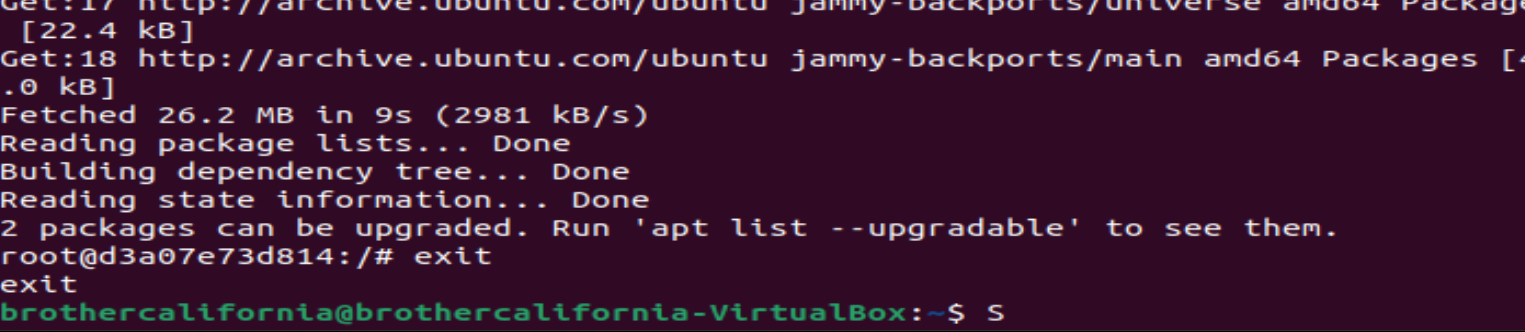 Get:17 http://archive.ubuntu.com/ubuntu jammy-backports/universe amd64 Package
 [22.4 kB]
Get:18 http://archive.ubuntu.com/ubuntu jammy-backports/main amd64 Packages [4
.0 kB]
Fetched 26.2 MB in 9s (2981 kB/s)
Reading package lists... Done
Building dependency tree... Done
Reading state information... Done
2 packages can be upgraded. Run 'apt list --upgradable' to see them.
root@d3a07e73d814:/# exit
exit
brothercalifornia@brothercalifornia-VirtualBox:~$ S